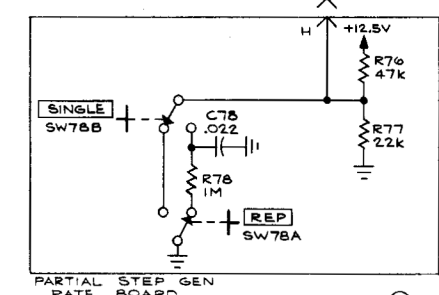 H
+12.5V
R76
47K
SINGLE
SW78B
C78
.022
R77
22K
R78
1M
REP
SW78A
PARTIAL STEP GEN
RATE BOARD